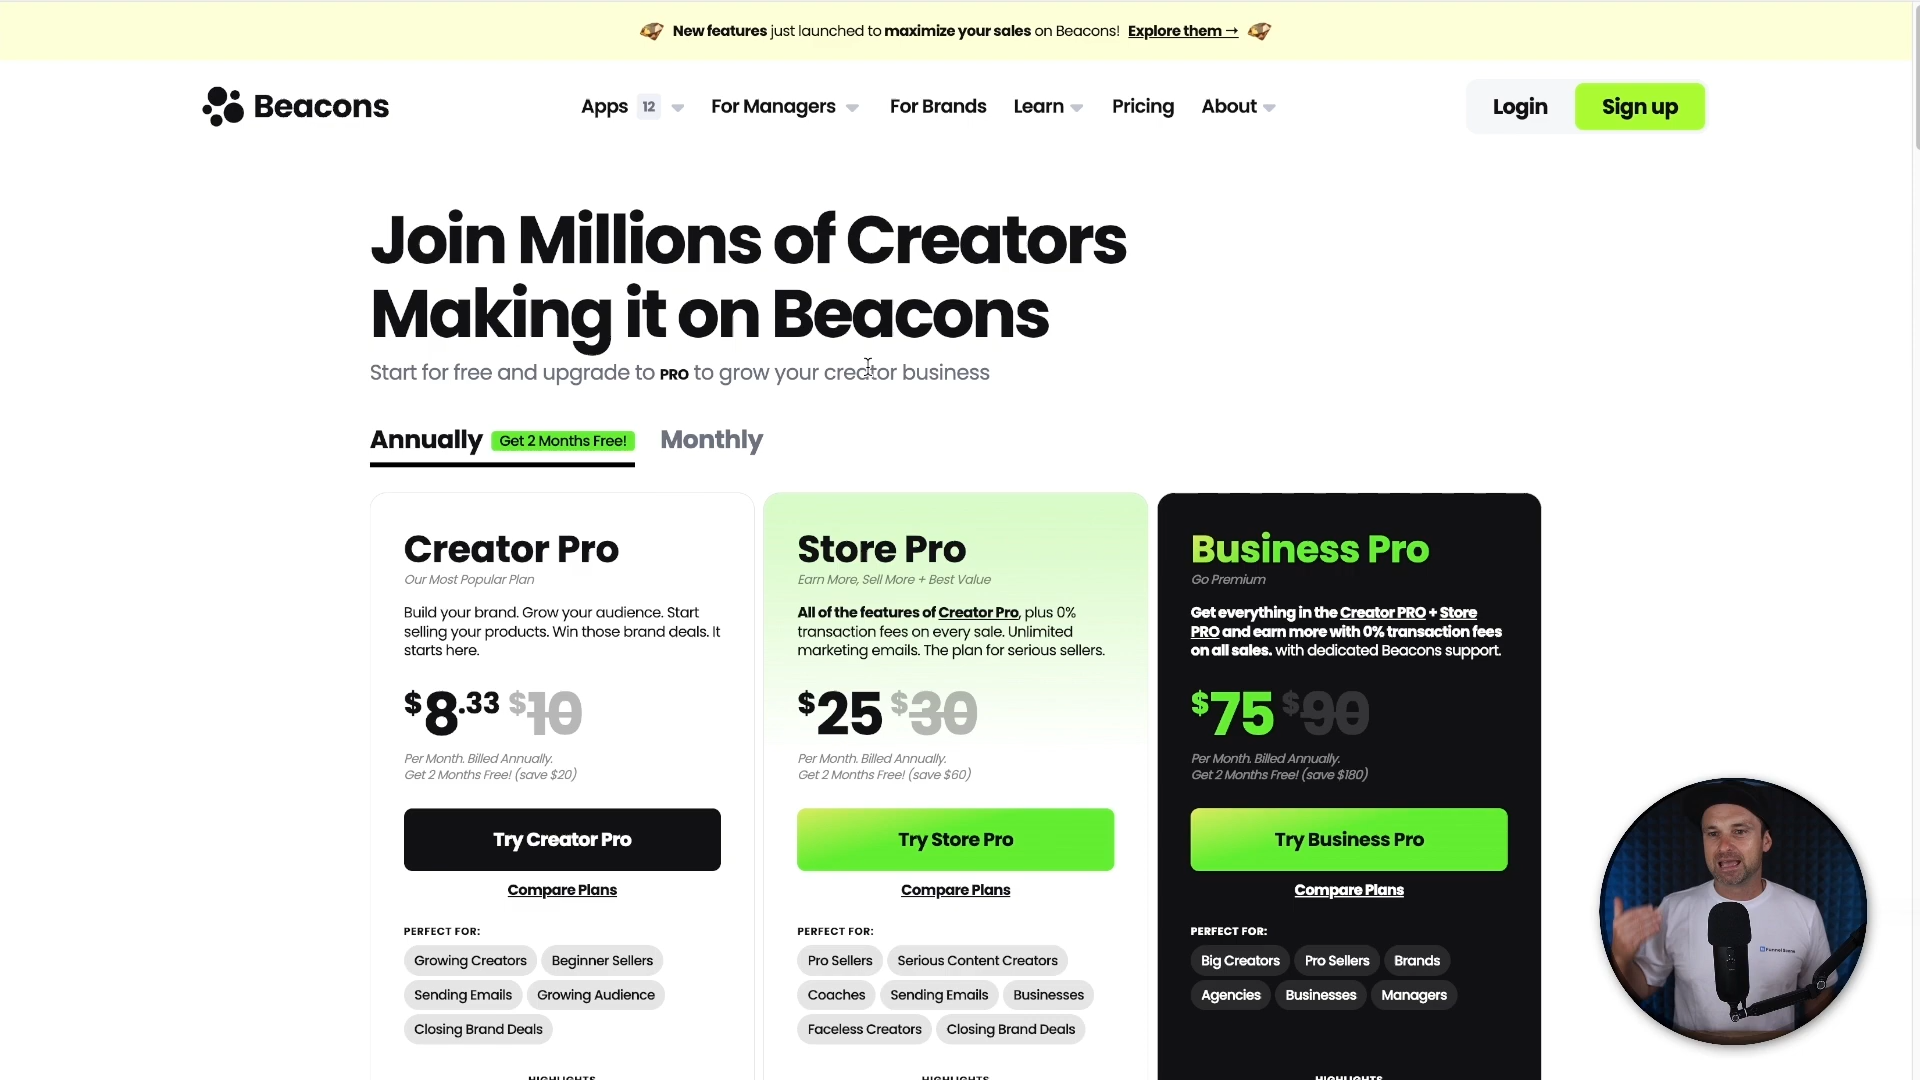 New features just launched to maximize your sales on Beacons! Explore them →
Beacons
Apps 12 For Managers For Brands Learn Pricing About
Login Sign up
Join Millions of Creators
Making it on Beacons
Start for free and upgrade to PRO to grow your creator business
Annually Get 2 Months Free! Monthly
Creator Pro
Our Most Popular Plan
Build your brand. Grow your audience. Start
selling your products. Win those brand deals. It
starts here.
$8.33 $10
Per Month. Billed Annually.
Get 2 Months Free! (save $20)
Try Creator Pro
Compare Plans
PERFECT FOR:
Growing Creators Beginner Sellers
Sending Emails Growing Audience
Closing Brand Deals
HIGHLIGHTS
Store Pro
Earn More, Sell More + Best Value
All of the features of Creator Pro, plus 0%
transaction fees on every sale. Unlimited
marketing emails. The plan for serious sellers.
$25 $30
Per Month. Billed Annually.
Get 2 Months Free! (save $60)
Try Store Pro
Compare Plans
PERFECT FOR:
Pro Sellers Serious Content Creators
Coaches Sending Emails Businesses
Faceless Creators Closing Brand Deals
HIGHLIGHTS
Business Pro
Go Premium
Get everything in the Creator PRO + Store
PRO and earn more with 0% transaction fees
on all sales. with dedicated Beacons support.
$75 $90
Per Month. Billed Annually.
Get 2 Months Free! (save $180)
Try Business Pro
Compare Plans
PERFECT FOR:
Big Creators Pro Sellers Brands
Agencies Businesses Managers
HIGHLIGHTS